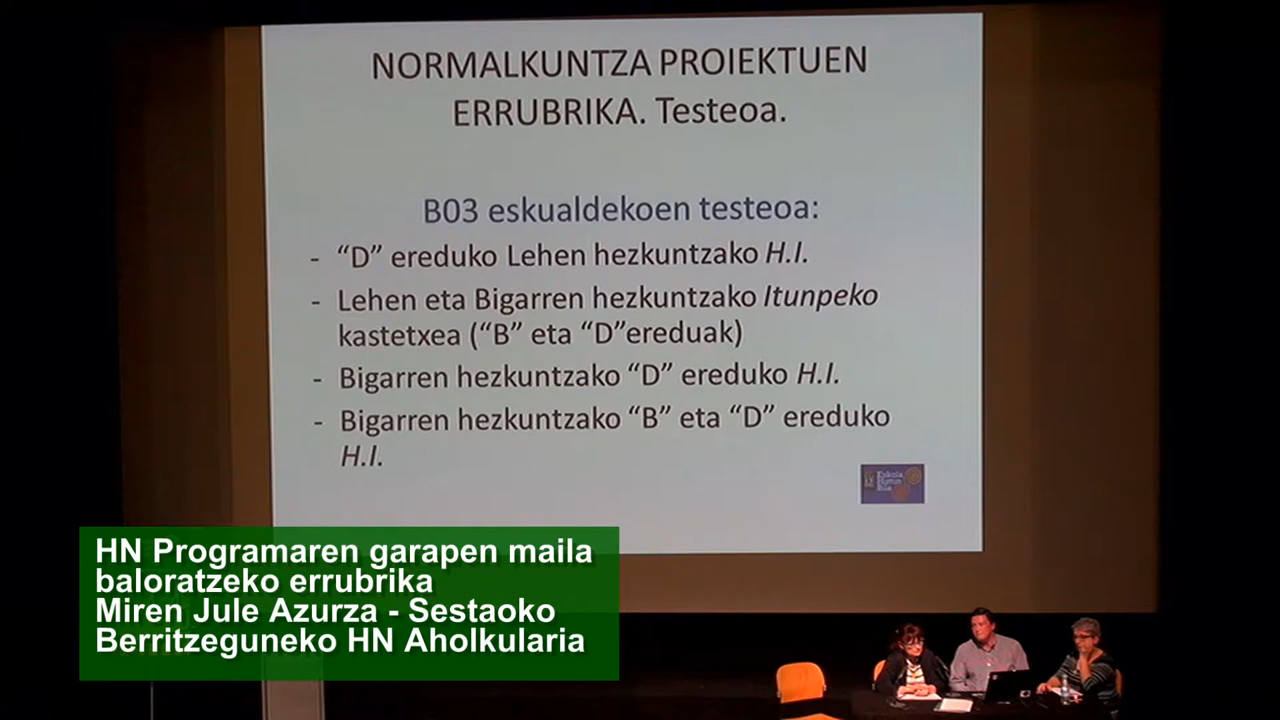 NORMALKUNTZA PROIEKTUEN
ERRUBRIKA. Testeoa.
B03 eskualdekoen testeoa:
- “D” ereduko Lehen hezkuntzako H.I.
- Lehen eta Bigarren hezkuntzako Itunpeko
kastetxea (“B” eta “D”ereduak)
- Bigarren hezkuntzako “D” ereduko H.I.
- Bigarren hezkuntzako “B” eta “D” ereduko
H.I.
HN Programaren garapen maila
baloratzeko errubrika
Miren Jule Azurza - Sestaoko
Berritzeguneko HN Aholkularia